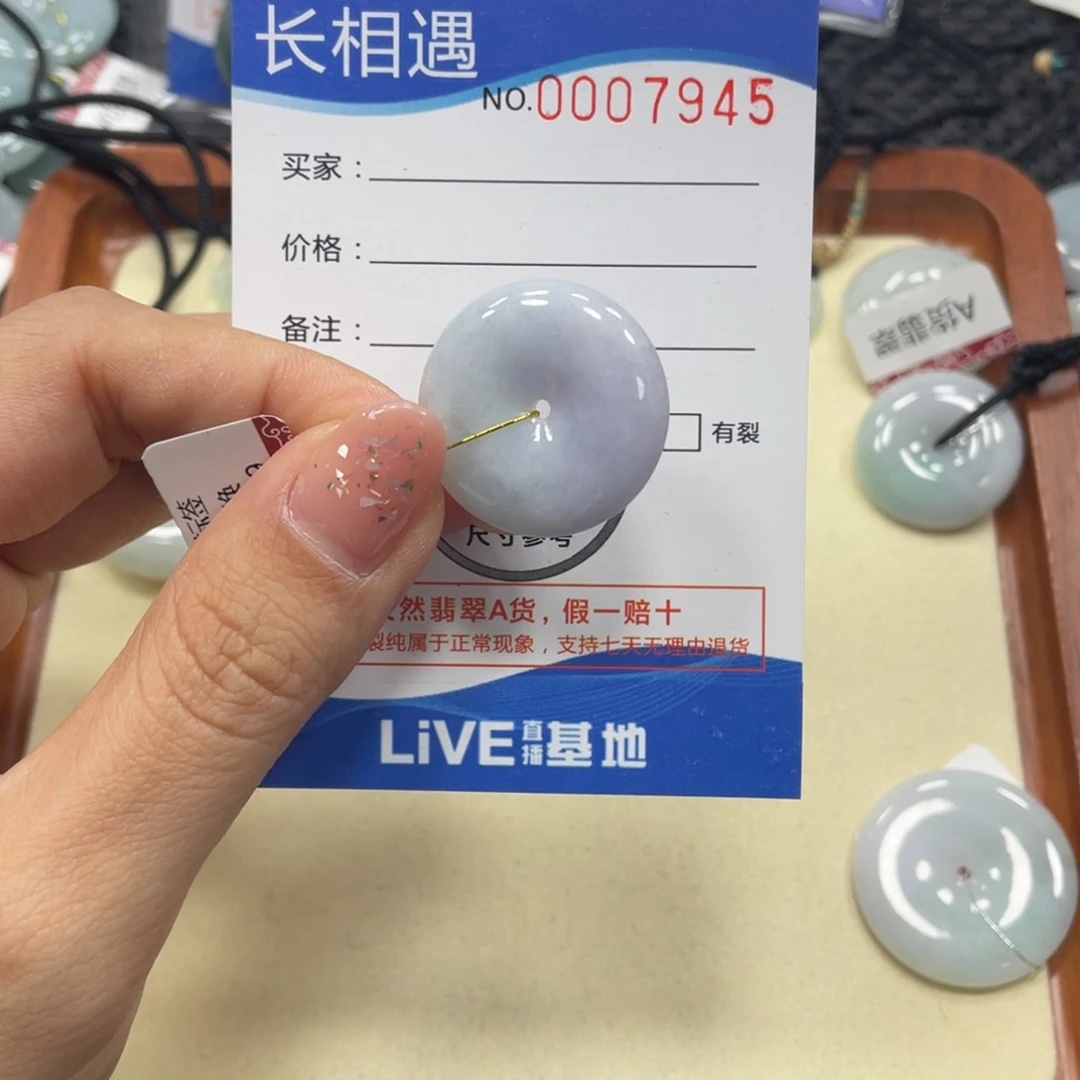 长相遇
NO.0007945
买家：
价格：
备注：
有裂
尺寸参考
然翡翠A货，假一赔十
裂纯属于正常现象，支持七天无理由退货
LiVE直播基地
A货翡翠
标签